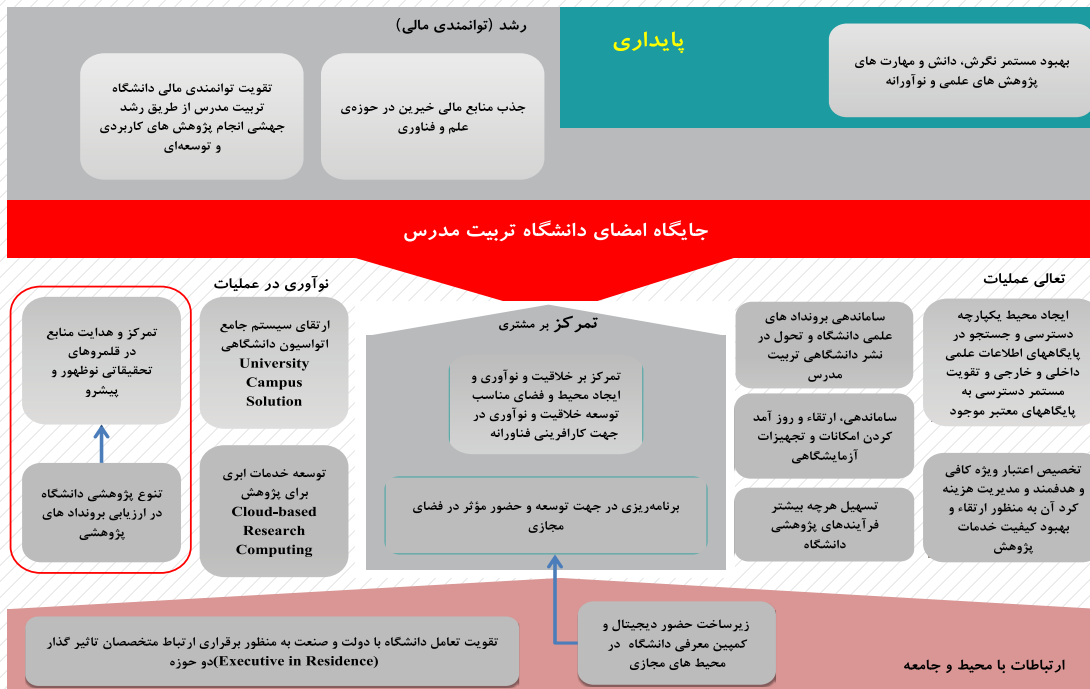 پایداری
بهبود مستمر نگرش، دانش و مهارت های
پژوهش های علمی و نوآورانه
رشد (توانمندی مالی)
جذب منابع مالی خیرین در حوزه‌ی
علم و فناوری
تقویت توانمندی مالی دانشگاه
تربیت مدرس از طریق رشد
جهشی انجام پژوهش های کاربردی
و توسعه‌ای
جایگاه امضای دانشگاه تربیت مدرس
تعالی عملیات
ایجاد محیط یکپارچه
دسترسی و جستجو در
پایگاههای اطلاعات علمی
داخلی و خارجی و تقویت
مستمر دسترسی به
پایگاههای معتبر موجود
تخصیص اعتبار ویژه کافی
و هدفمند و مدیریت هزینه
کرد آن به منظور ارتقاء و
بهبود کیفیت خدمات
پژوهش
ساماندهی برونداد های
علمی دانشگاه و تحول در
نشر دانشگاهی تربیت
مدرس
ساماندهی، ارتقاء و روز آمد
کردن امکانات و تجهیزات
آزمایشگاهی
تسهیل هرچه بیشتر
فرآیندهای پژوهشی
دانشگاه
تمرکز بر مشتری
تمرکز بر خلاقیت و نوآوری و
ایجاد محیط و فضای مناسب
توسعه خلاقیت و نوآوری در
جهت کارافرینی فناورانه
برنامه‌ریزی در جهت توسعه و حضور مؤثر در فضای
مجازی
نوآوری در عملیات
ارتقای سیستم جامع
اتواسیون دانشگاهی
University
Campus
Solution
توسعه خدمات ابری
برای پژوهش
Cloud-based
Research
Computing
تمرکز و هدایت منابع
در قلمروهای
تحقیقاتی نوظهور و
پیشرو
تنوع پژوهشی دانشگاه
در ارزیابی برونداد های
پژوهشی
ارتباطات با محیط و جامعه
زیرساخت حضور دیجیتال و
کمپین معرفی دانشگاه در
محیط های مجازی
تقویت تعامل دانشگاه با دولت و صنعت به منظور برقراری ارتباط متخصصان تاثیر گذار
دو حوزه(Executive in Residence)